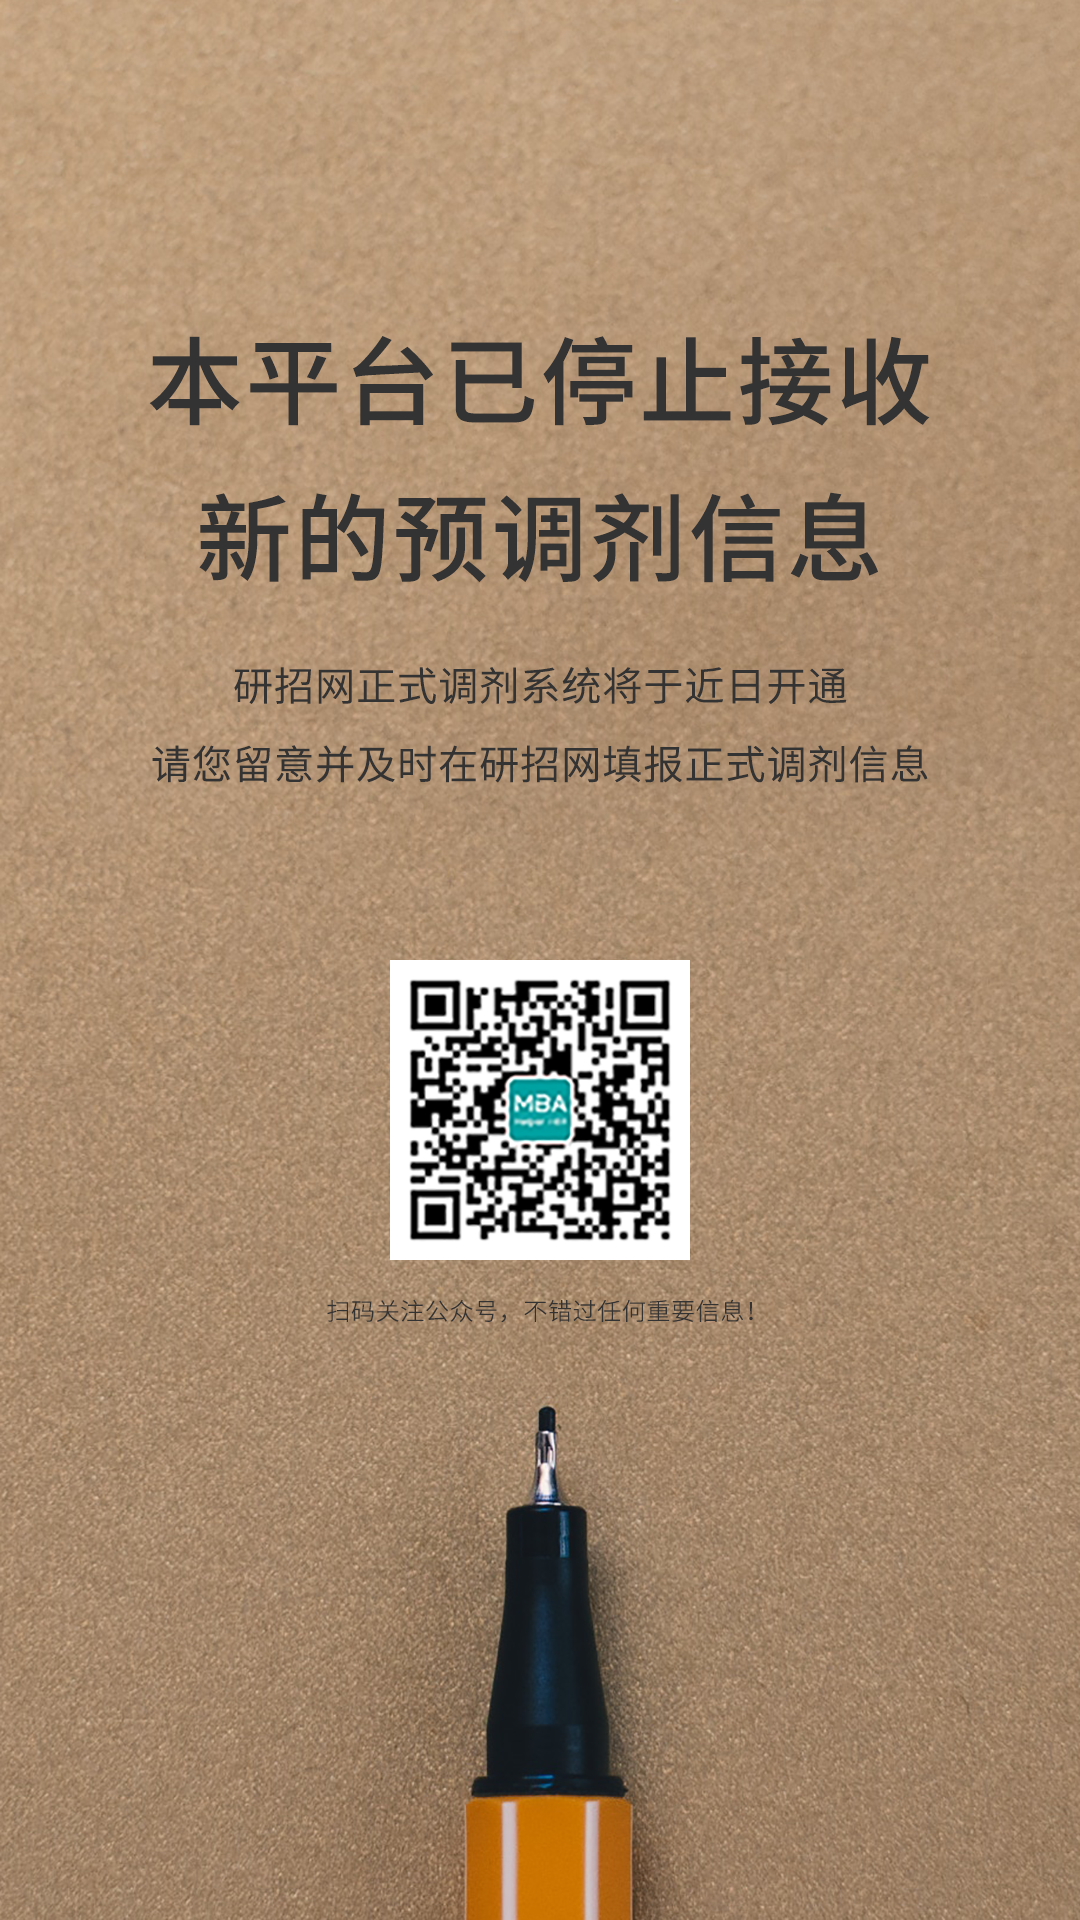 本平台已停止接收
新的预调剂信息
研招网正式调剂系统将于近日开通
请您留意并及时在研招网填报正式调剂信息
MBA
扫码关注公众号，不错过任何重要信息！